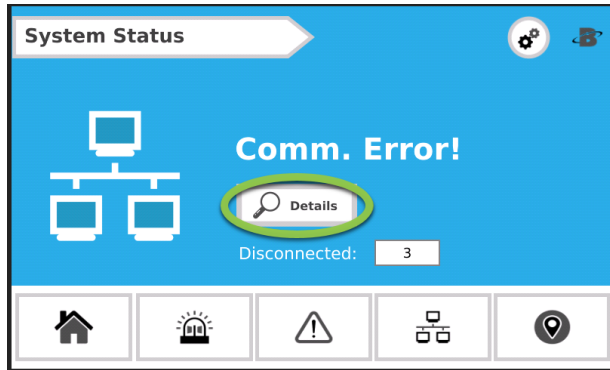 System Status
B
Comm. Error!
Details
Disconnected: 3